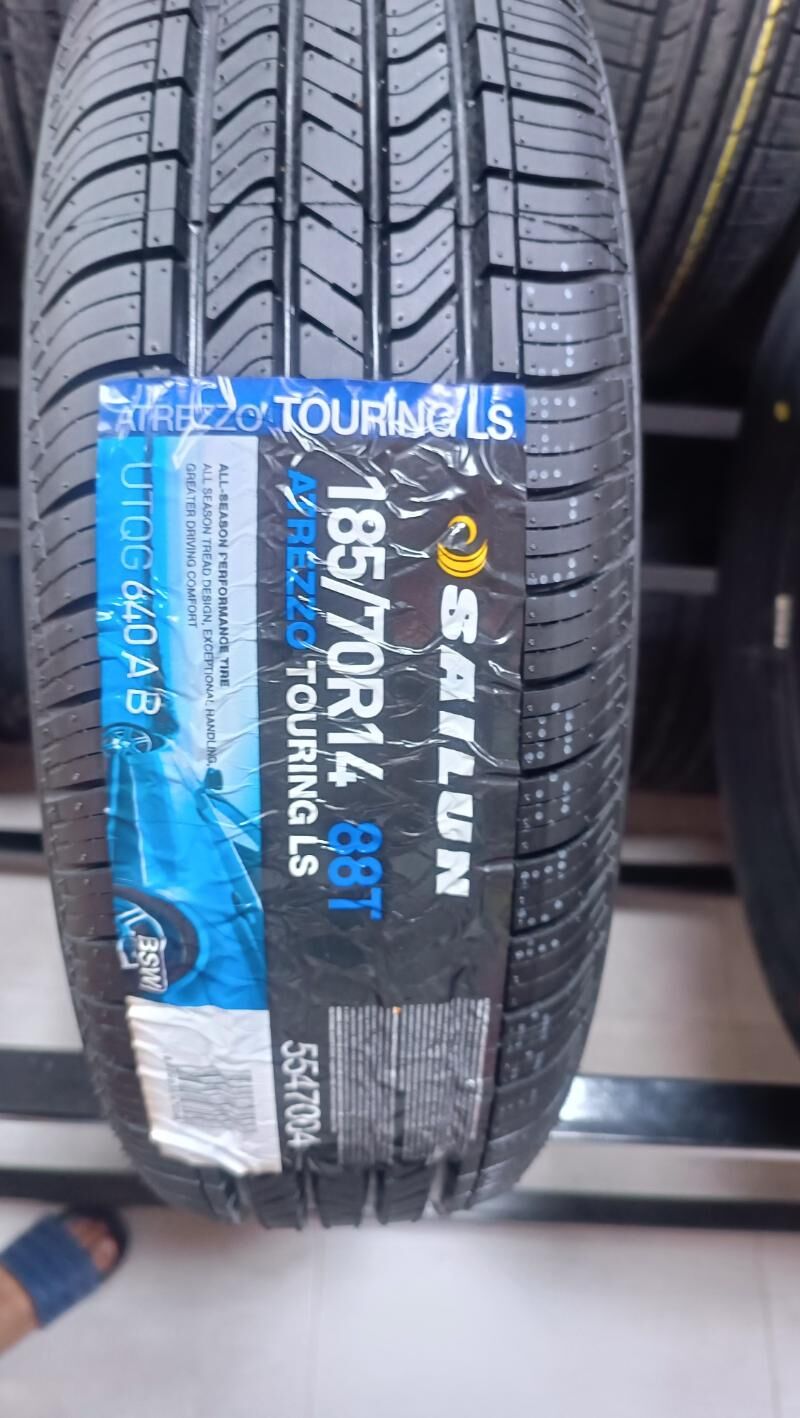 ATREZZO TOURING LS
SAILUN
185/70R14 88T
ATREZZO TOURING LS
ALL-SEASON PERFORMANCE TIRE
ALL SEASON TREAD DESIGN, EXCEPTIONAL HANDLING,
GREATER DRIVING COMFORT
UTQG 640 A B
BSW
5547004